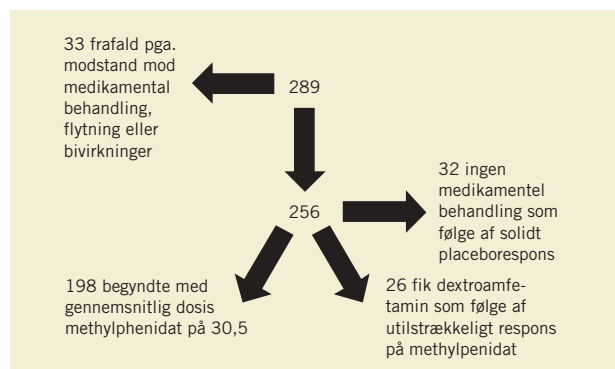 33 frafald pga.
modstand mod
medikamental
behandling,
flytning eller
bivirkninger
289
32 ingen
medikamentel
behandling som
følge af solidt
placeborespons
256
198 begyndte med
gennemsnitlig dosis
methylphenidat på 30,5
26 fik dextroamfe-
tamin som følge af
utilstrækkeligt respons
på methylpenidat